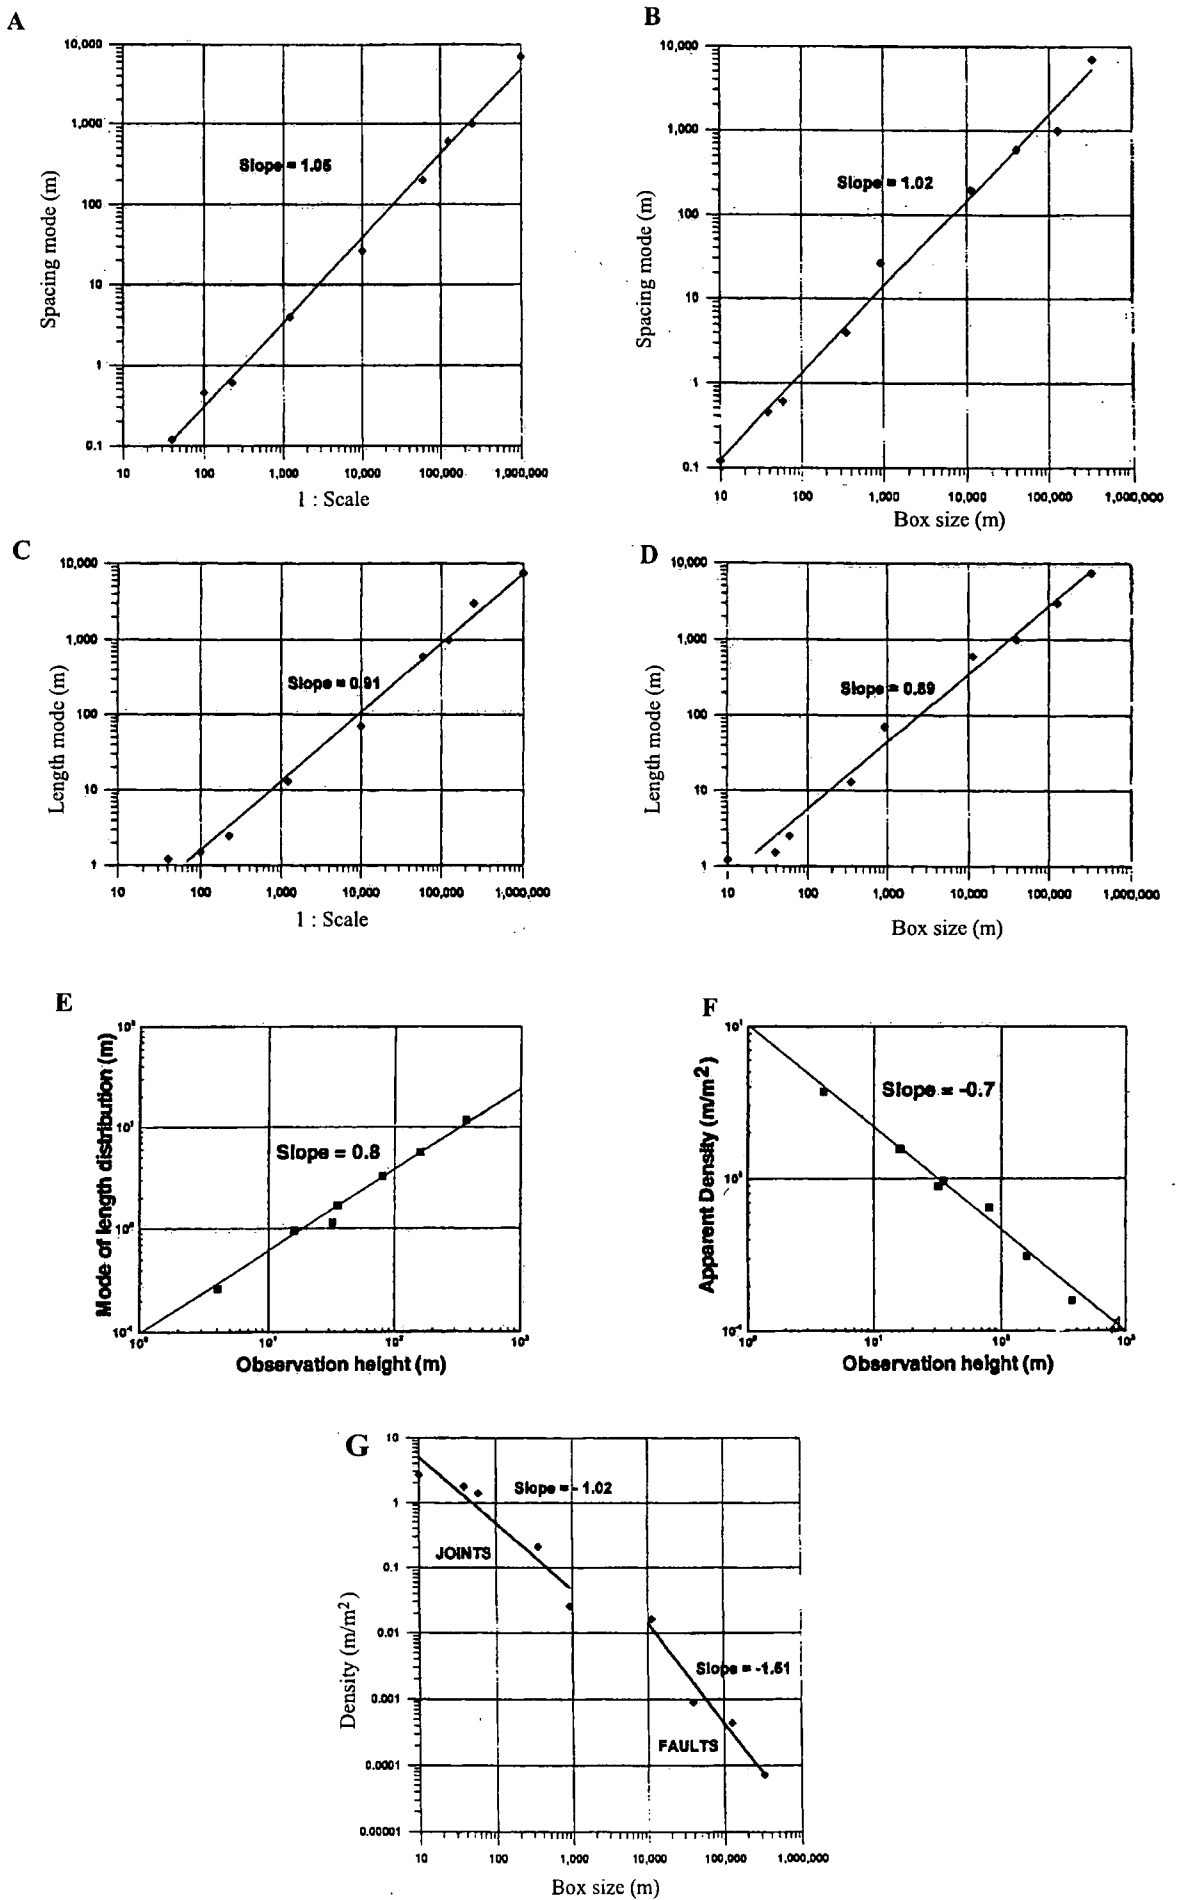 A
10,000
1,000
100
10
1
0.1
Spacing mode (m)
Slope = 1.05
10 100 1,000 10,000 100,000 1,000,000
1 : Scale
B
10,000
1,000
100
10
1
0.1
Spacing mode (m)
Slope = 1.02
10 100 1,000 10,000 100,000 1,000,000
Box size (m)
C
10,000
1,000
100
10
1
Length mode (m)
Slope = 0.91
10 100 1,000 10,000 100,000 1,000,000
1 : Scale
D
10,000
1,000
100
10
1
Length mode (m)
Slope = 0.89
10 100 1,000 10,000 100,000 1,000,000
Box size (m)
E
Mode of length distribution (m)
10¹
Slope = 0.8
Observation height (m)
F
10¹
Apparent Density (m/m²)
Slope = -0.7
Observation height (m)
G
10
1
0.1
0.01
0.001
0.0001
0.00001
Density (m/m²)
Slope = - 1.02
JOINTS
Slope = -1.51
FAULTS
10 100 1,000 10,000 100,000 1,000,000
Box size (m)